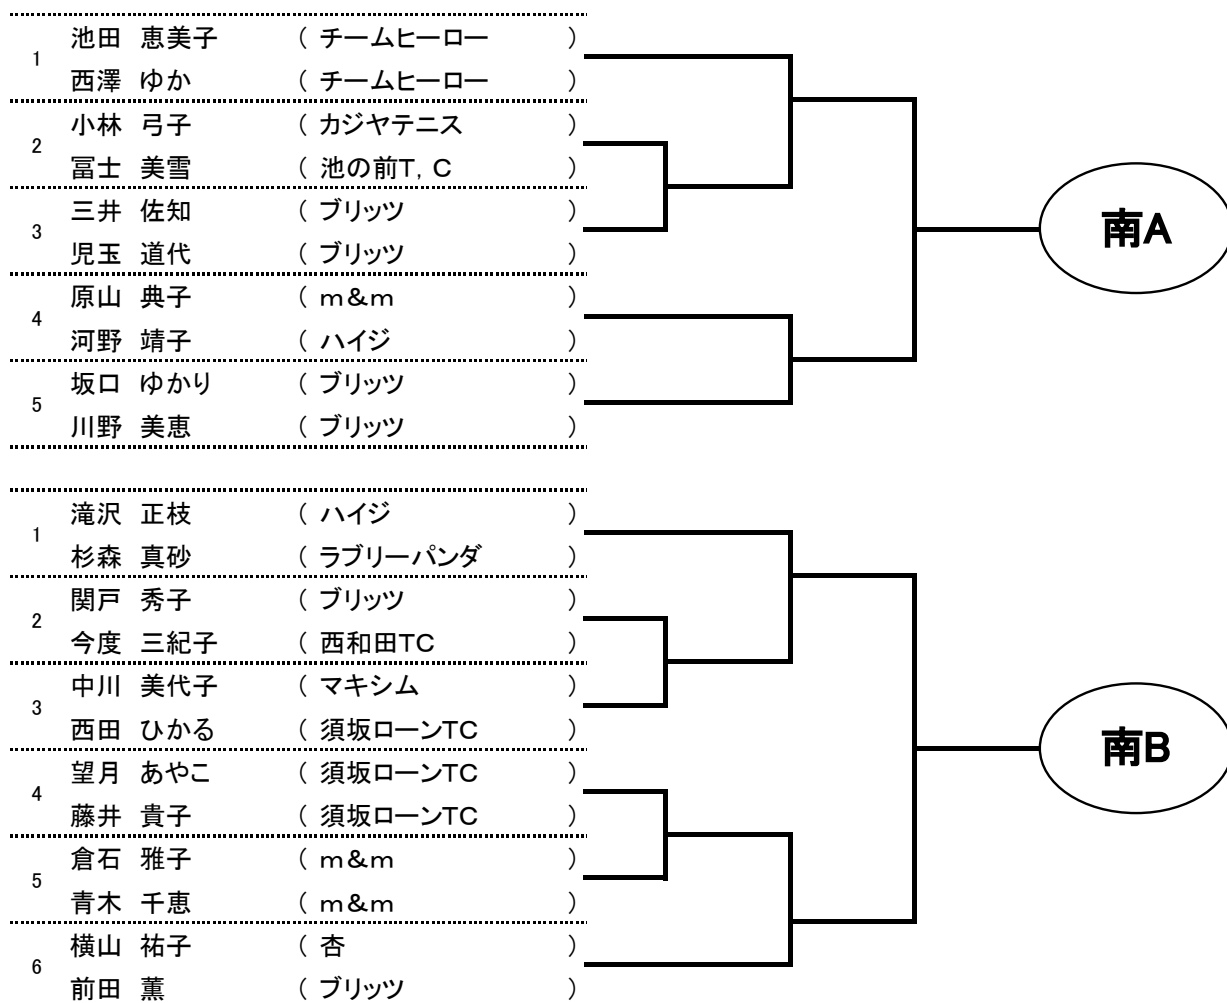 1
池田 恵美子 ( チームヒーロー )
西澤 ゆか ( チームヒーロー )
2
小林 弓子 ( カジヤテニス )
冨士 美雪 ( 池の前T, C )
3
三井 佐知 ( ブリッツ )
児玉 道代 ( ブリッツ )
4
原山 典子 ( m&m )
河野 靖子 ( ハイジ )
5
坂口 ゆかり ( ブリッツ )
川野 美恵 ( ブリッツ )
南A
1
滝沢 正枝 ( ハイジ )
杉森 真砂 ( ラブリーパンダ )
2
関戸 秀子 ( ブリッツ )
今度 三紀子 ( 西和田TC )
3
中川 美代子 ( マキシム )
西田 ひかる ( 須坂ローンTC )
4
望月 あやこ ( 須坂ローンTC )
藤井 貴子 ( 須坂ローンTC )
5
倉石 雅子 ( m&m )
青木 千恵 ( m&m )
6
横山 祐子 ( 杏 )
前田 薫 ( ブリッツ )
南B